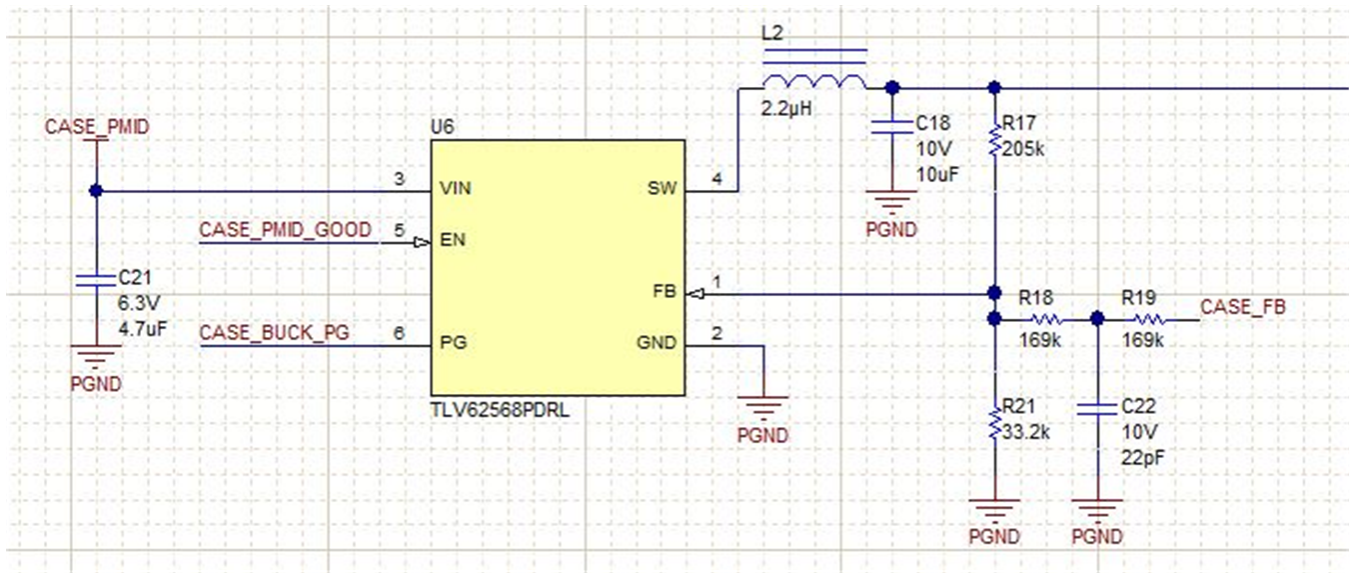 L2
2.2µH
CASE_PMID
U6
C18
10V
10uF
R17
205k
3
VIN
SW
4
PGND
CASE_PMID_GOOD
5
EN
C21
6.3V
4.7uF
FB
1
R18
169k
R19
169k
CASE_FB
CASE_BUCK_PG
6
PG
GND
2
PGND
TLV62568PDRL
PGND
R21
33.2k
C22
10V
22pF
PGND
PGND